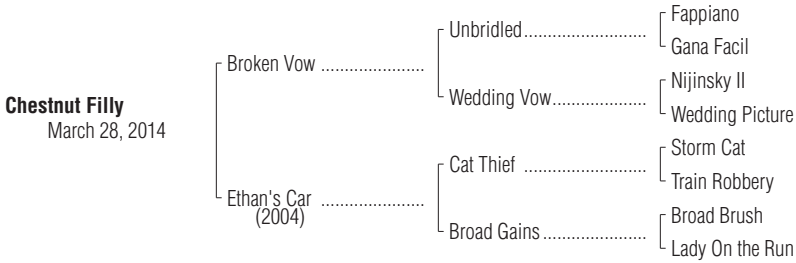 Fappiano
Unbridled..........................
Gana Facil
Broken Vow ......................
Nijinsky II
Wedding Vow....................
Wedding Picture
Chestnut Filly
March 28, 2014
Storm Cat
Cat Thief ..........................
Train Robbery
Ethan's Car ......................
(2004)
Broad Brush
Broad Gains......................
Lady On the Run